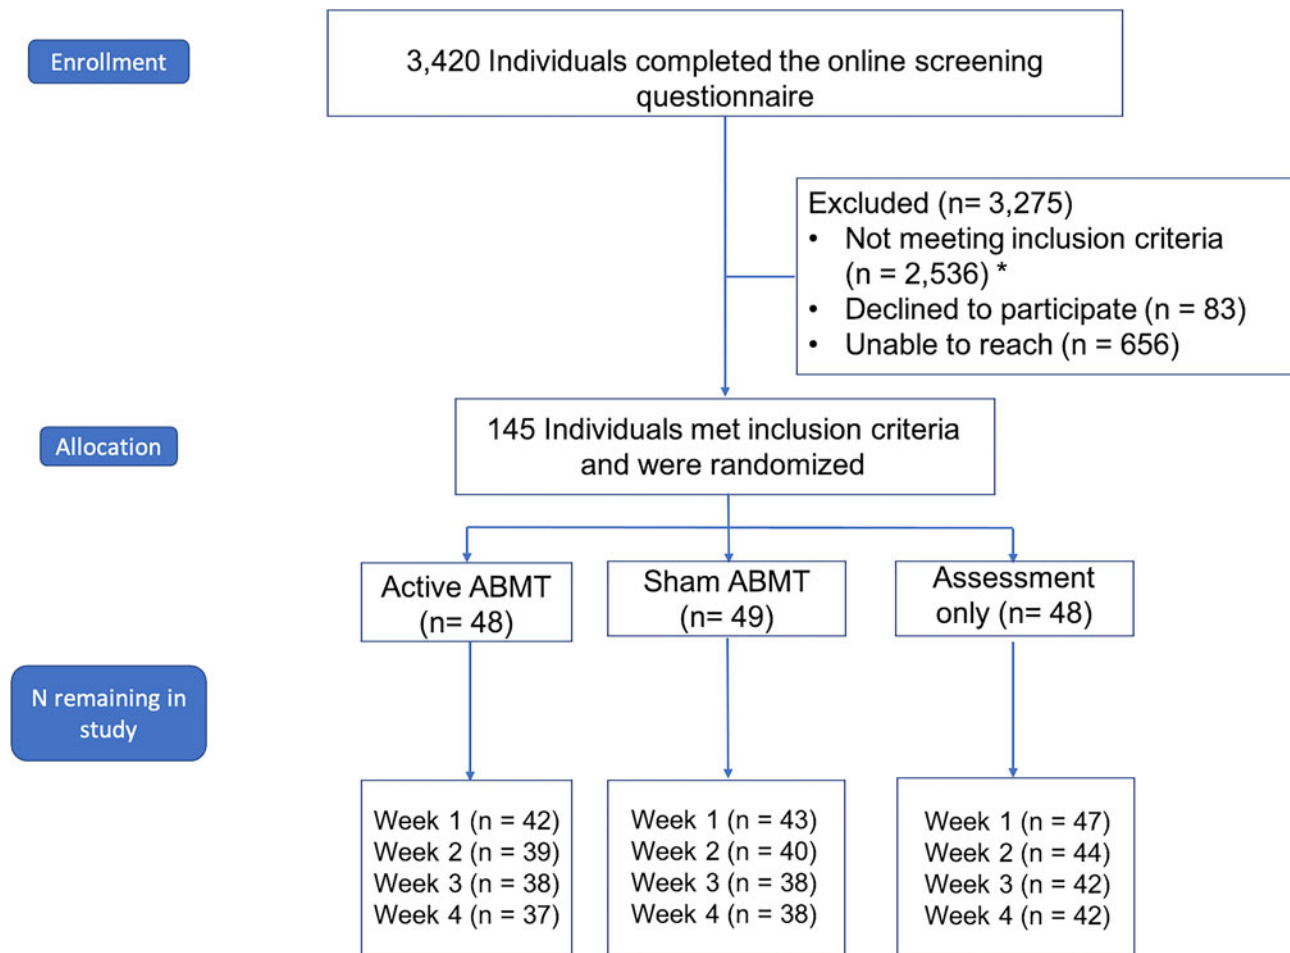 Enrollment
3,420 Individuals completed the online screening
questionnaire
Excluded (n= 3,275)
• Not meeting inclusion criteria
(n = 2,536) *
• Declined to participate (n = 83)
• Unable to reach (n = 656)
Allocation
145 Individuals met inclusion criteria
and were randomized
Active ABMT
(n= 48)
Sham ABMT
(n= 49)
Assessment
only (n= 48)
N remaining in
study
Week 1 (n = 42)
Week 2 (n = 39)
Week 3 (n = 38)
Week 4 (n = 37)
Week 1 (n = 43)
Week 2 (n = 40)
Week 3 (n = 38)
Week 4 (n = 38)
Week 1 (n = 47)
Week 2 (n = 44)
Week 3 (n = 42)
Week 4 (n = 42)